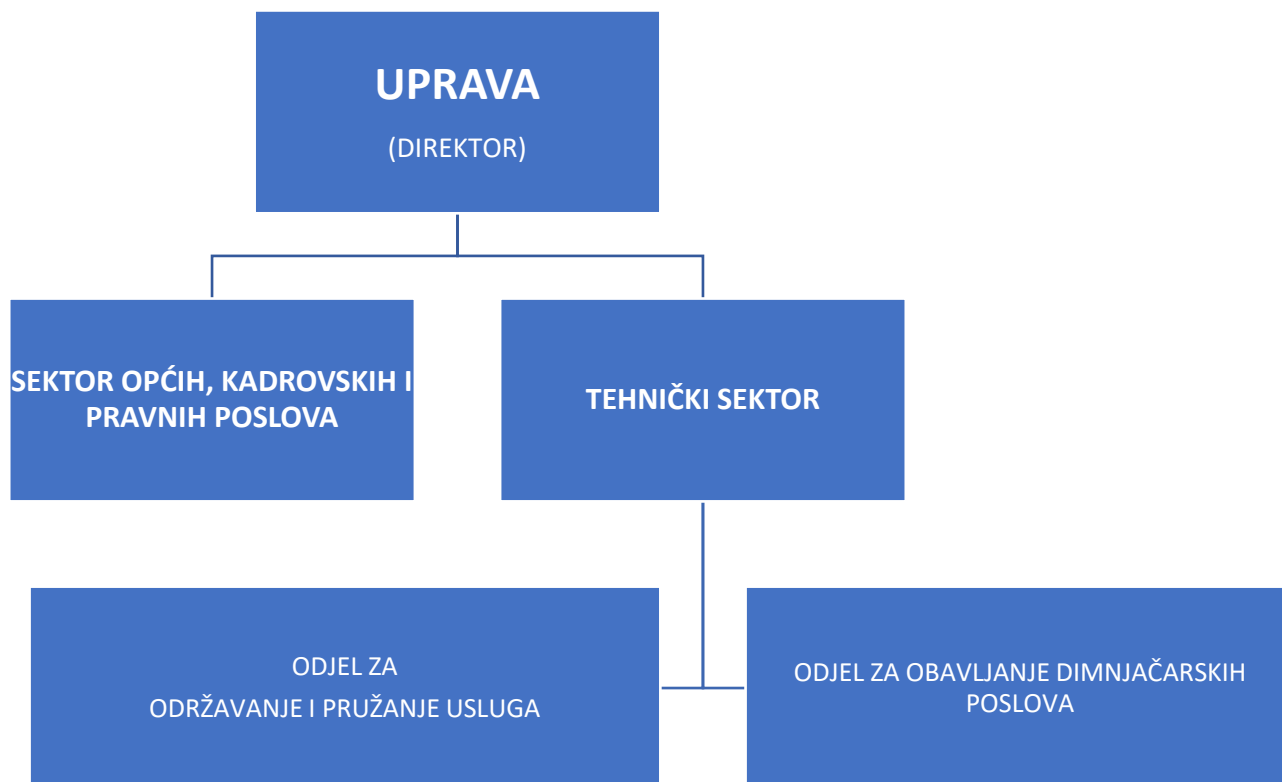 UPRAVA
(DIREKTOR)
SEKTOR OPĆIH, KADROVSKIH I
PRAVNIH POSLOVA
TEHNIČKI SEKTOR
ODJEL ZA
ODRŽAVANJE I PRUŽANJE USLUGA
ODJEL ZA OBAVLJANJE DIMNJAČARSKIH
POSLOVA